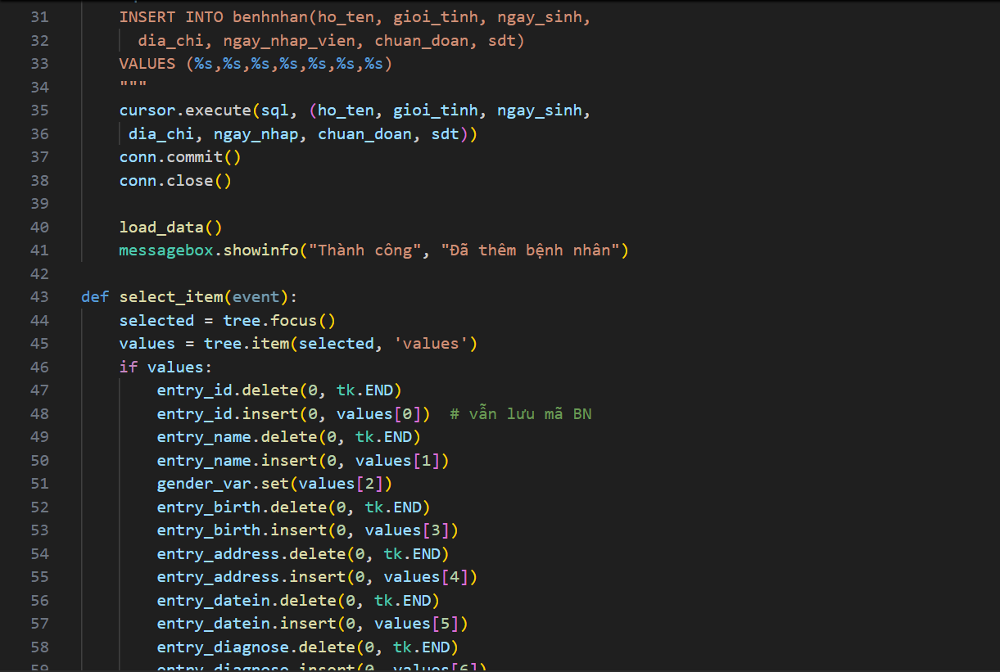 31 INSERT INTO benhnhan(ho_ten, gioi_tinh, ngay_sinh,
32 dia_chi, ngay_nhap_vien, chuan_doan, sdt)
33 VALUES (%s,%s,%s,%s,%s,%s,%s)
34 """
35 cursor.execute(sql, (ho_ten, gioi_tinh, ngay_sinh,
36 dia_chi, ngay_nhap, chuan_doan, sdt))
37 conn.commit()
38 conn.close()
39
40 load_data()
41 messagebox.showinfo("Thành công", "Đã thêm bệnh nhân")
42
43 def select_item(event):
44 selected = tree.focus()
45 values = tree.item(selected, 'values')
46 if values:
47 entry_id.delete(0, tk.END)
48 entry_id.insert(0, values[0]) # vẫn lưu mã BN
49 entry_name.delete(0, tk.END)
50 entry_name.insert(0, values[1])
51 gender_var.set(values[2])
52 entry_birth.delete(0, tk.END)
53 entry_birth.insert(0, values[3])
54 entry_address.delete(0, tk.END)
55 entry_address.insert(0, values[4])
56 entry_datein.delete(0, tk.END)
57 entry_datein.insert(0, values[5])
58 entry_diagnose.delete(0, tk.END)
59 entry_diagnose.insert(0, values[6])